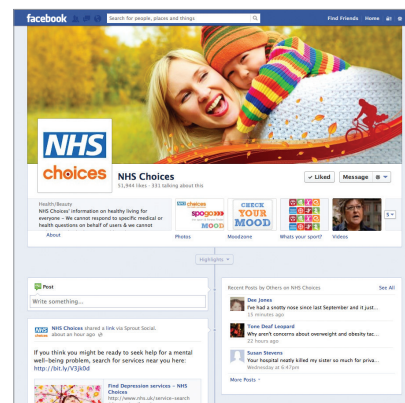 facebook
Search for people, places and things
Find Friends
Home
NHS
choices
NHS Choices
51,944 likes · 331 talking about this
Liked
Message
Health/Beauty
NHS Choices' information on healthy living for
everyone – We cannot respond to specific medical or
health questions on behalf of users & we cannot
About
NHS choices
spogo
MOOD
Photos
CHECK
YOUR
MOOD
Moodzone
Whats your sport?
Videos
5
Highlights
Post
Write something...
NHS Choices shared a link via Sprout Social.
about an hour ago
If you think you might be ready to seek help for a mental
well-being problem, search for services near you here:
http://bit.ly/V3jk0d
Find Depression services – NHS
Choices
http://www.nhs.uk/service-search
Recent Posts by Others on NHS Choices
See All
Dee Jones
I've had a snotty nose since last September and it just...
15 minutes ago
Tone Deaf Leopard
Why aren't concerns about overweight and obesity tac...
22 hours ago
Susan Stevens
Your hospital neatly killed my sister so much for priva...
Wednesday at 6:47pm
More Posts